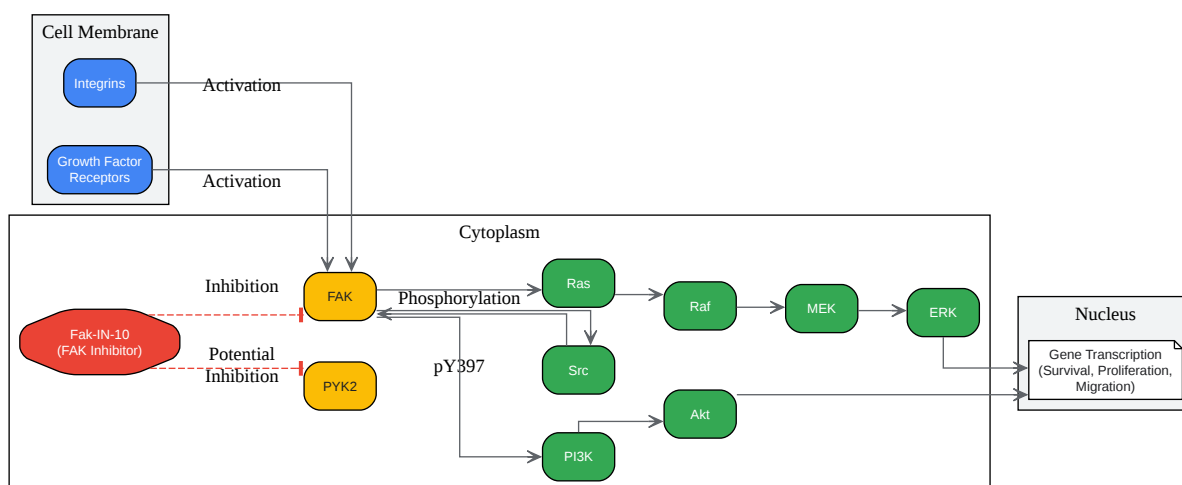 Cell Membrane
Integrins
Activation
Growth Factor
Receptors
Activation
Cytoplasm
Inhibition
FAK
Phosphorylation
Ras
Raf
MEK
ERK
Nucleus
Fak-IN-10
(FAK Inhibitor)
Potential
Inhibition
PYK2
pY397
Src
Gene Transcription
(Survival, Proliferation,
Migration)
Akt
PI3K